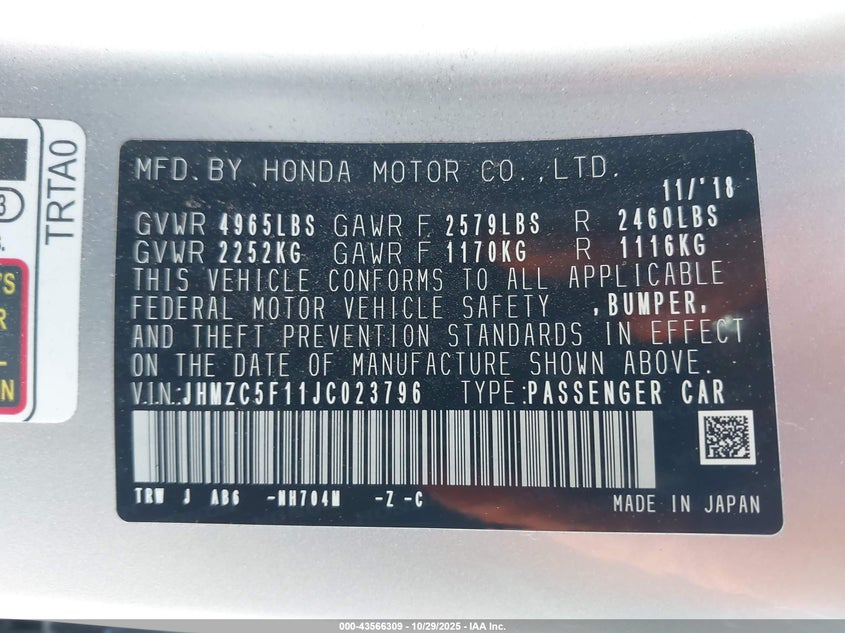 3
S.
TRTA0
'S
R
L-
N
MFD. BY HONDA MOTOR CO., LTD.
11/'18
GVWR 4965LBS GAWR F 2579LBS R 2460LBS
GVWR 2252KG GAWR F 1170KG R 1116KG
THIS VEHICLE CONFORMS TO ALL APPLICABLE
FEDERAL MOTOR VEHICLE SAFETY , BUMPER,
AND THEFT PREVENTION STANDARDS IN EFFECT
ON THE DATE OF MANUFACTURE SHOWN ABOVE.
V.I.N.: JHMZC5F11JC023796 TYPE: PASSENGER CAR
TRW J AB6 -NH704M -Z -C
MADE IN JAPAN
000-43566309 | 10/29/2025 - IAA Inc.